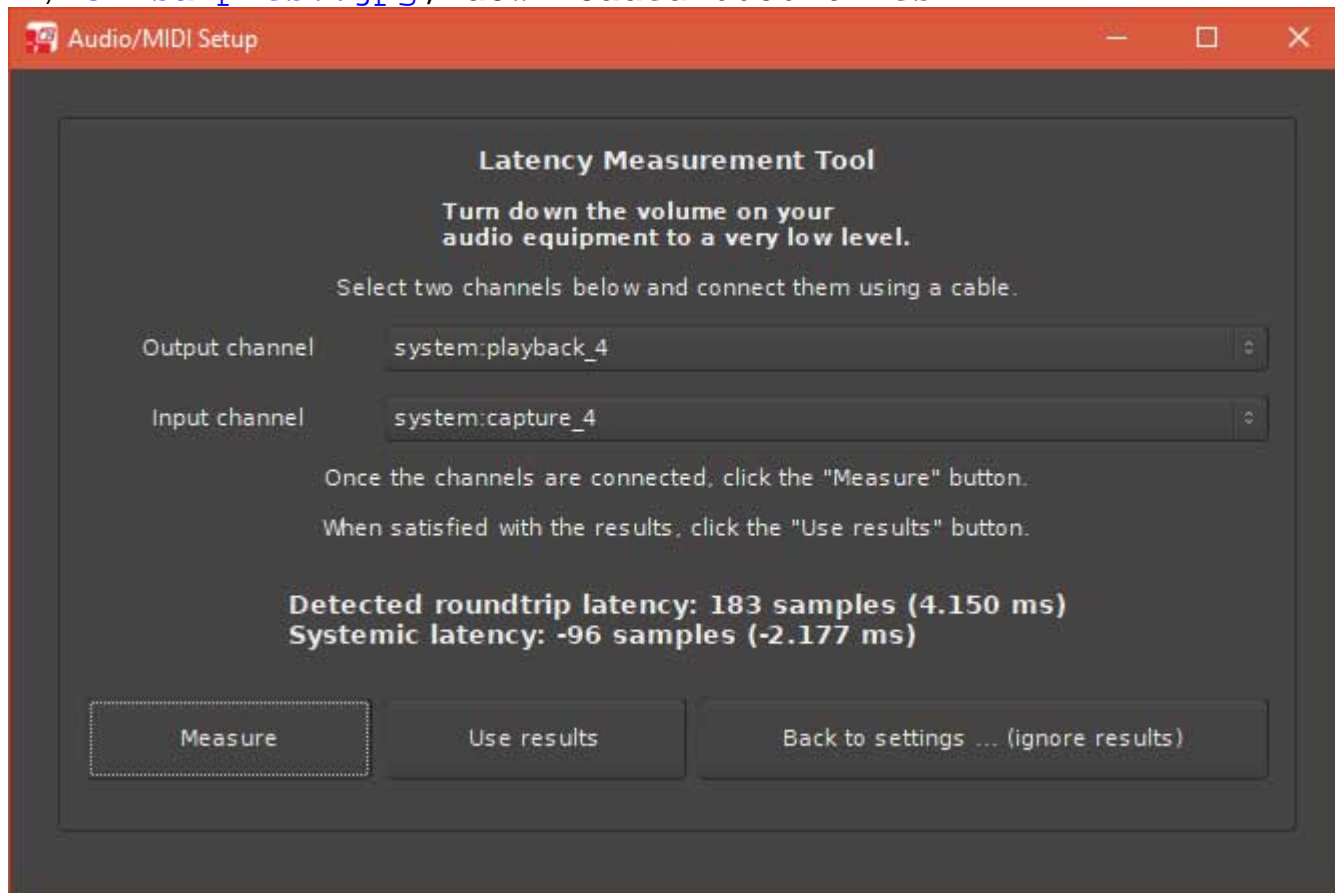 Audio/MIDI Setup
Latency Measurement Tool
Turn down the volume on your
audio equipment to a very low level.
Select two channels below and connect them using a cable.
Output channel system:playback_4
Input channel system:capture_4
Once the channels are connected, click the "Measure" button.
When satisfied with the results, click the "Use results" button.
Detected roundtrip latency: 183 samples (4.150 ms)
Systemic latency: -96 samples (-2.177 ms)
Measure Use results Back to settings ... (ignore results)